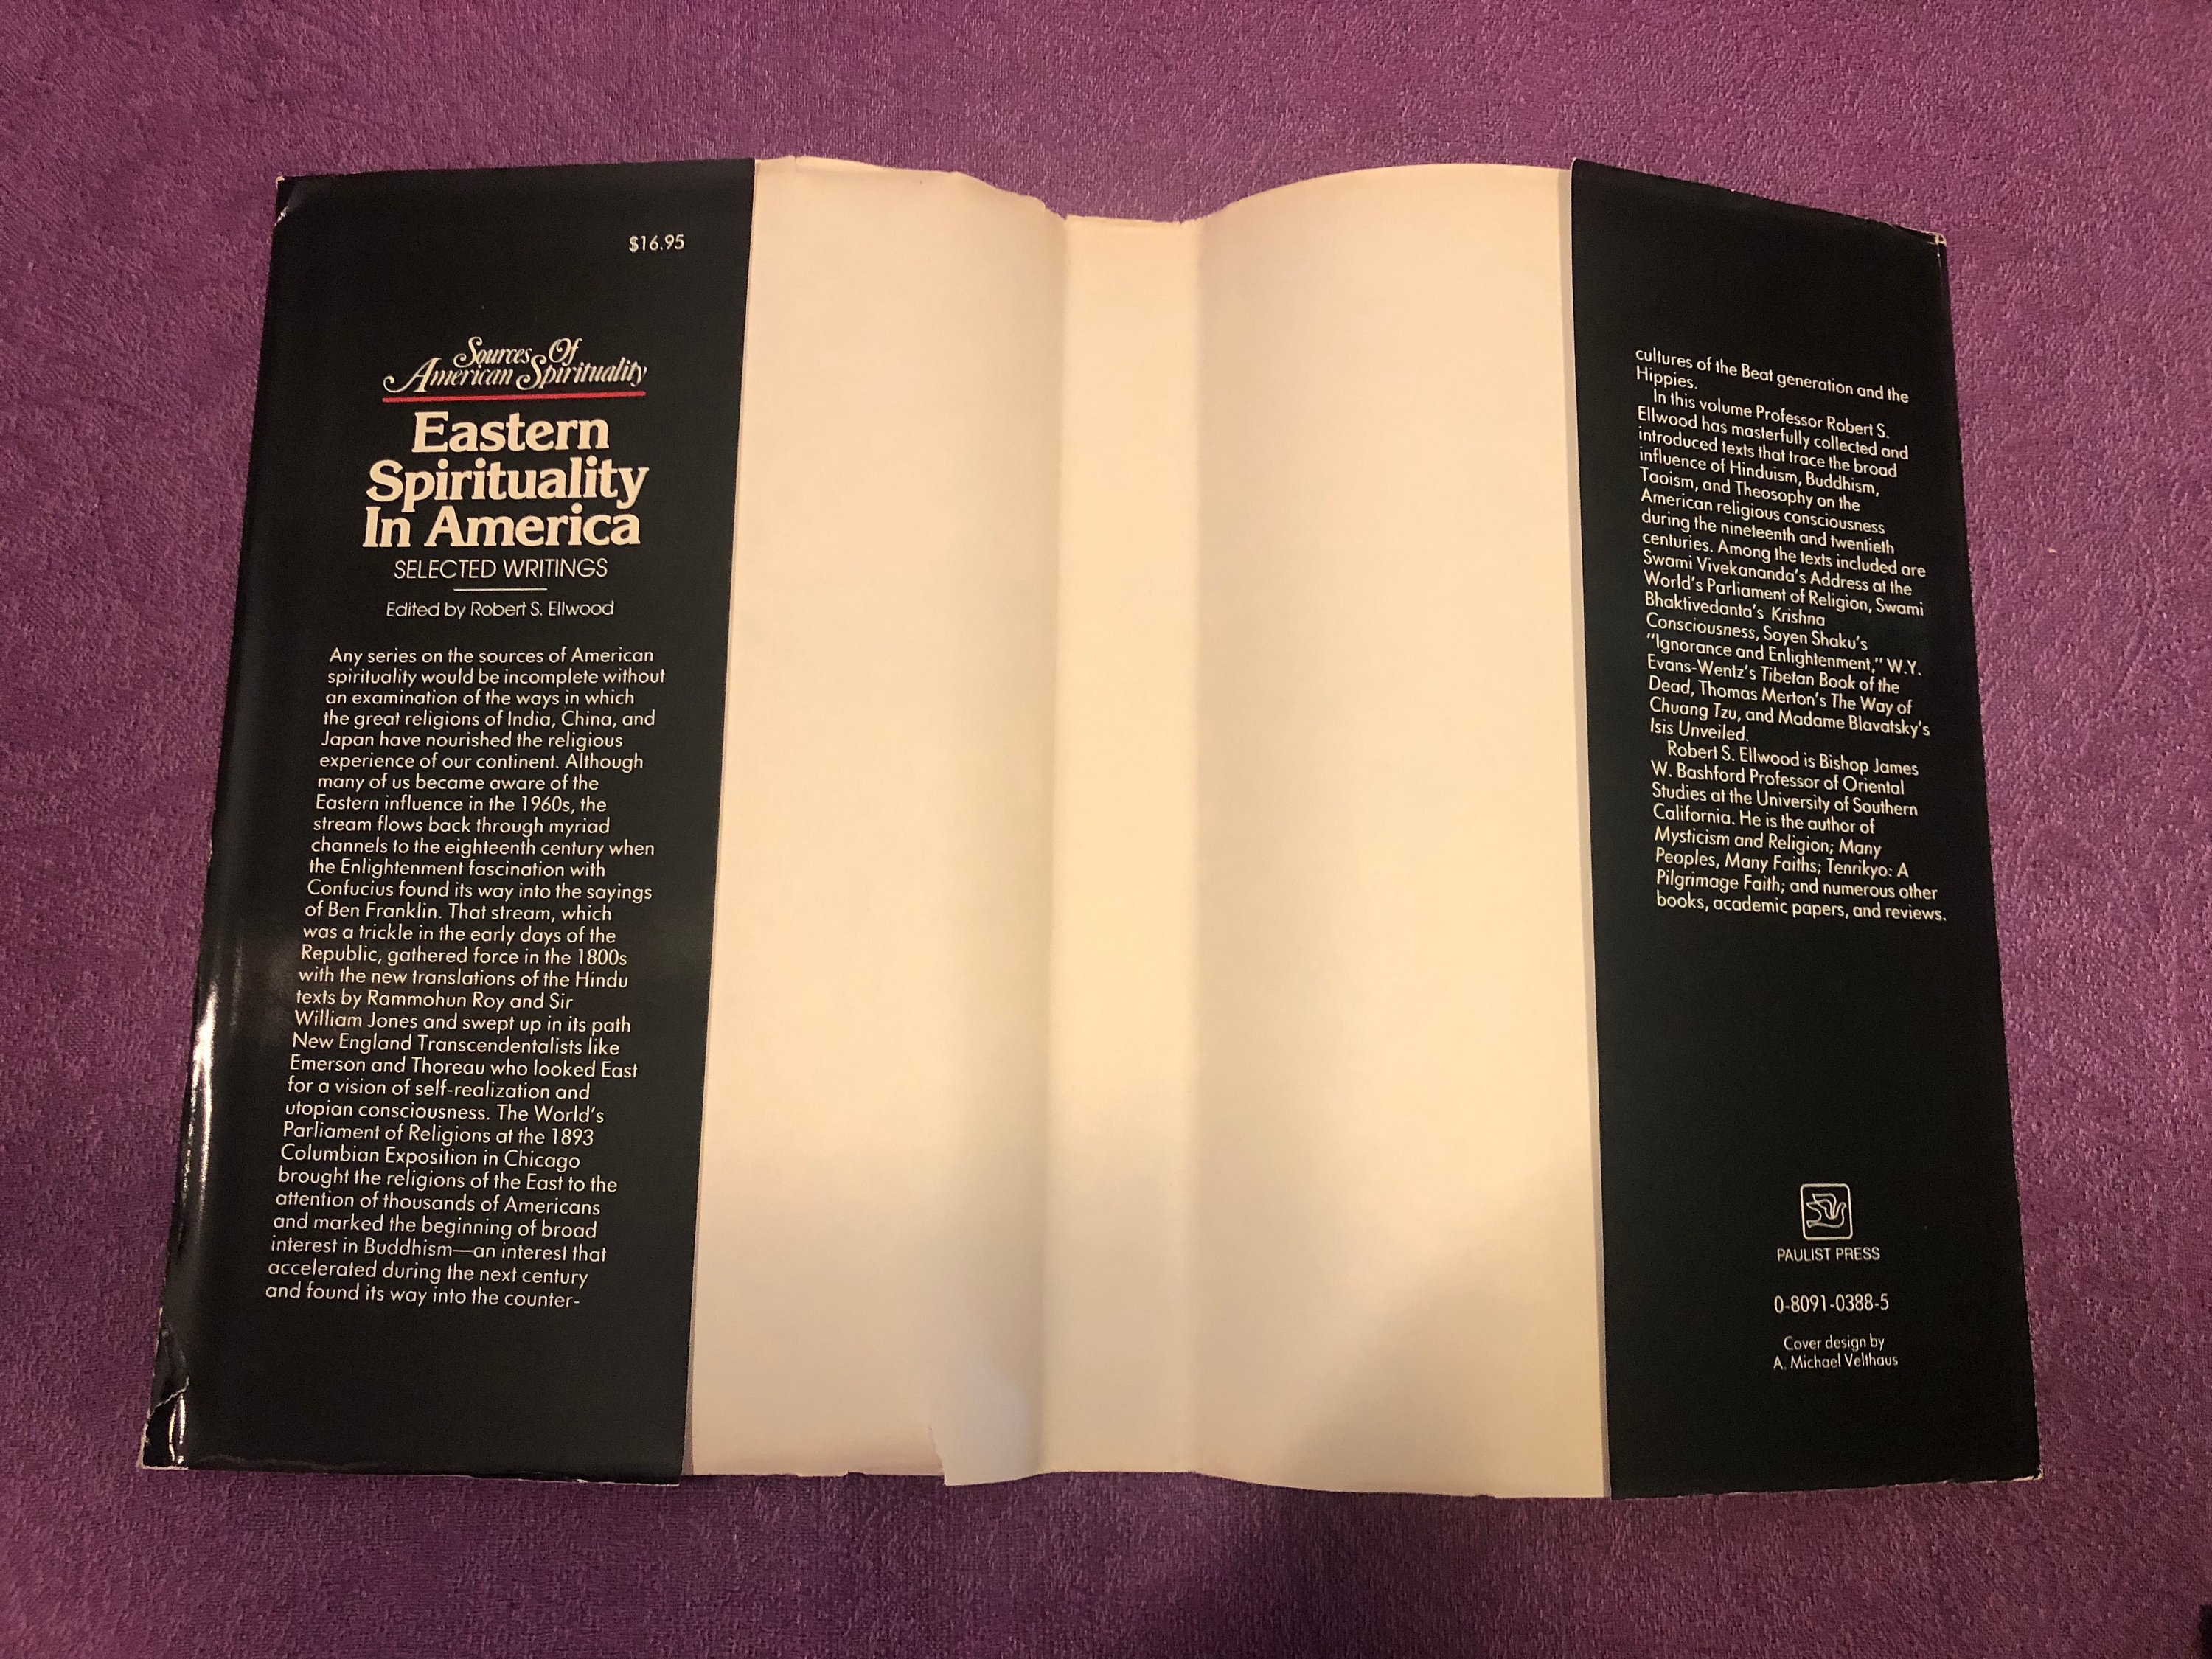 $16.95
Sources Of
American Spirituality
Eastern
Spirituality
In America
SELECTED WRITINGS
Edited by Robert S. Ellwood
Any series on the sources of American
spirituality would be incomplete without
an examination of the ways in which
the great religions of India, China, and
Japan have nourished the religious
experience of our continent. Although
many of us became aware of the
Eastern influence in the 1960s, the
stream flows back through myriad
channels to the eighteenth century when
the Enlightenment fascination with
Confucius found its way into the sayings
of Ben Franklin. That stream, which
was a trickle in the early days of the
Republic, gathered force in the 1800s
with the new translations of the Hindu
texts by Rammohun Roy and Sir
William Jones and swept up in its path
New England Transcendentalists like
Emerson and Thoreau who looked East
for a vision of self-realization and
utopian consciousness. The World's
Parliament of Religions at the 1893
Columbian Exposition in Chicago
brought the religions of the East to the
attention of thousands of Americans
and marked the beginning of broad
interest in Buddhism—an interest that
accelerated during the next century
and found its way into the counter-
cultures of the Beat generation and the
Hippies.
In this volume Professor Robert S.
Ellwood has masterfully collected and
introduced texts that trace the broad
influence of Hinduism, Buddhism,
Taoism, and Theosophy on the
American religious consciousness
during the nineteenth and twentieth
centuries. Among the texts included are
Swami Vivekananda's Address at the
World's Parliament of Religion, Swami
Bhaktivedanta's Krishna
Consciousness, Soyen Shaku's
"Ignorance and Enlightenment," W.Y.
Evans-Wentz's Tibetan Book of the
Dead, Thomas Merton's The Way of
Chuang Tzu, and Madame Blavatsky's
Isis Unveiled.
Robert S. Ellwood is Bishop James
W. Bashford Professor of Oriental
Studies at the University of Southern
California. He is the author of
Mysticism and Religion; Many
Peoples, Many Faiths; Tenrikyo: A
Pilgrimage Faith; and numerous other
books, academic papers, and reviews.
PAULIST PRESS
0-8091-0388-5
Cover design by
A. Michael Velthaus